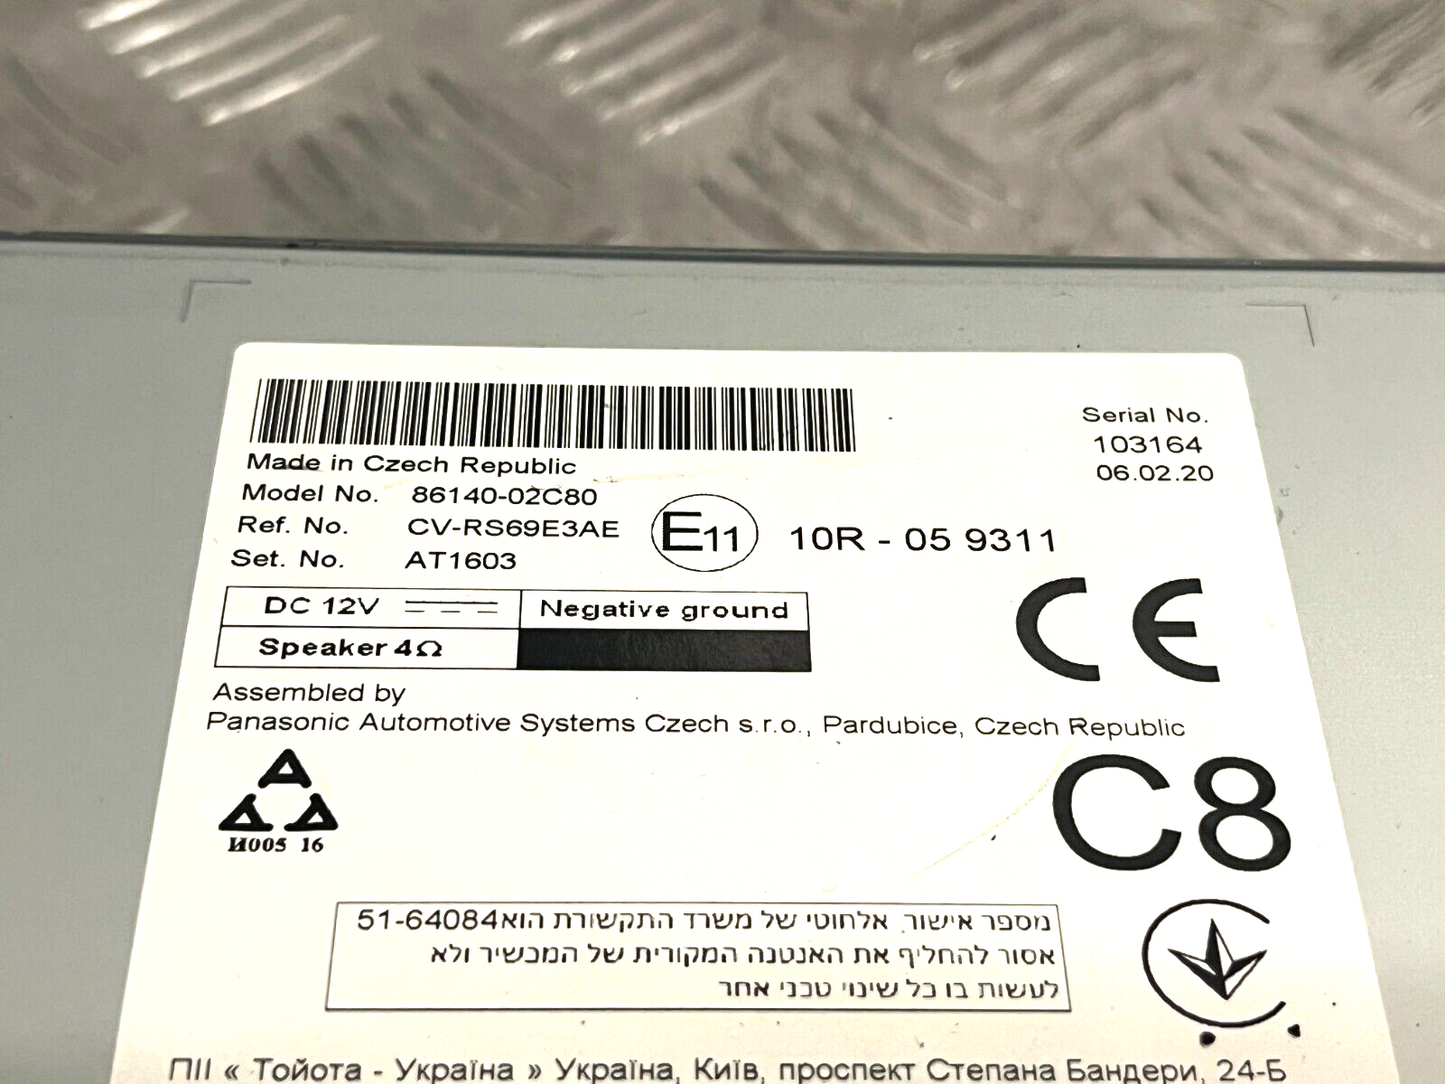 Serial No.
103164
06.02.20
Made in Czech Republic
Model No. 86140-02C80
Ref. No. CV-RS69E3AE
Set. No. AT1603
E11 10R - 05 9311
DC 12V Negative ground
Speaker 4Ω
CE
Assembled by
Panasonic Automotive Systems Czech s.r.o., Pardubice, Czech Republic
C8
И005 16
מספר אישור אלחוטי של משרד התקשורת הוא51-64084
אסור להחליף את האנטנה המקורית של המכשיר ולא
לעשות בו כל שינוי טכני אחר
ПІІ « Тойота - Україна » Україна, Київ, проспект Степана Бандери, 24-Б